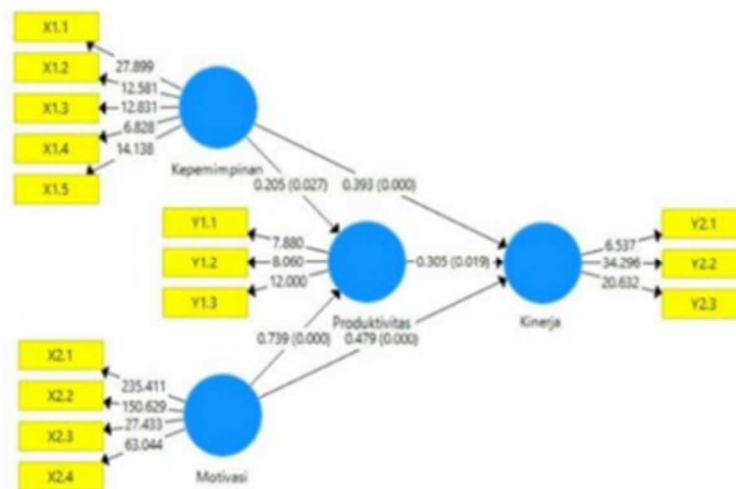 X1.1
X1.2
X1.3
X1.4
X1.5
27.899
12.581
12.831
6.828
14.138
Kepemimpinan
0.205 (0.027)
0.393 (0.000)
Y1.1
Y1.2
Y1.3
7.880
8.060
12.000
Produktivitas
0.305 (0.019)
Kinerja
6.537
34.296
20.632
Y2.1
Y2.2
Y2.3
0.739 (0.000)
0.479 (0.000)
X2.1
X2.2
X2.3
X2.4
235.411
150.629
27.433
63.044
Motivasi